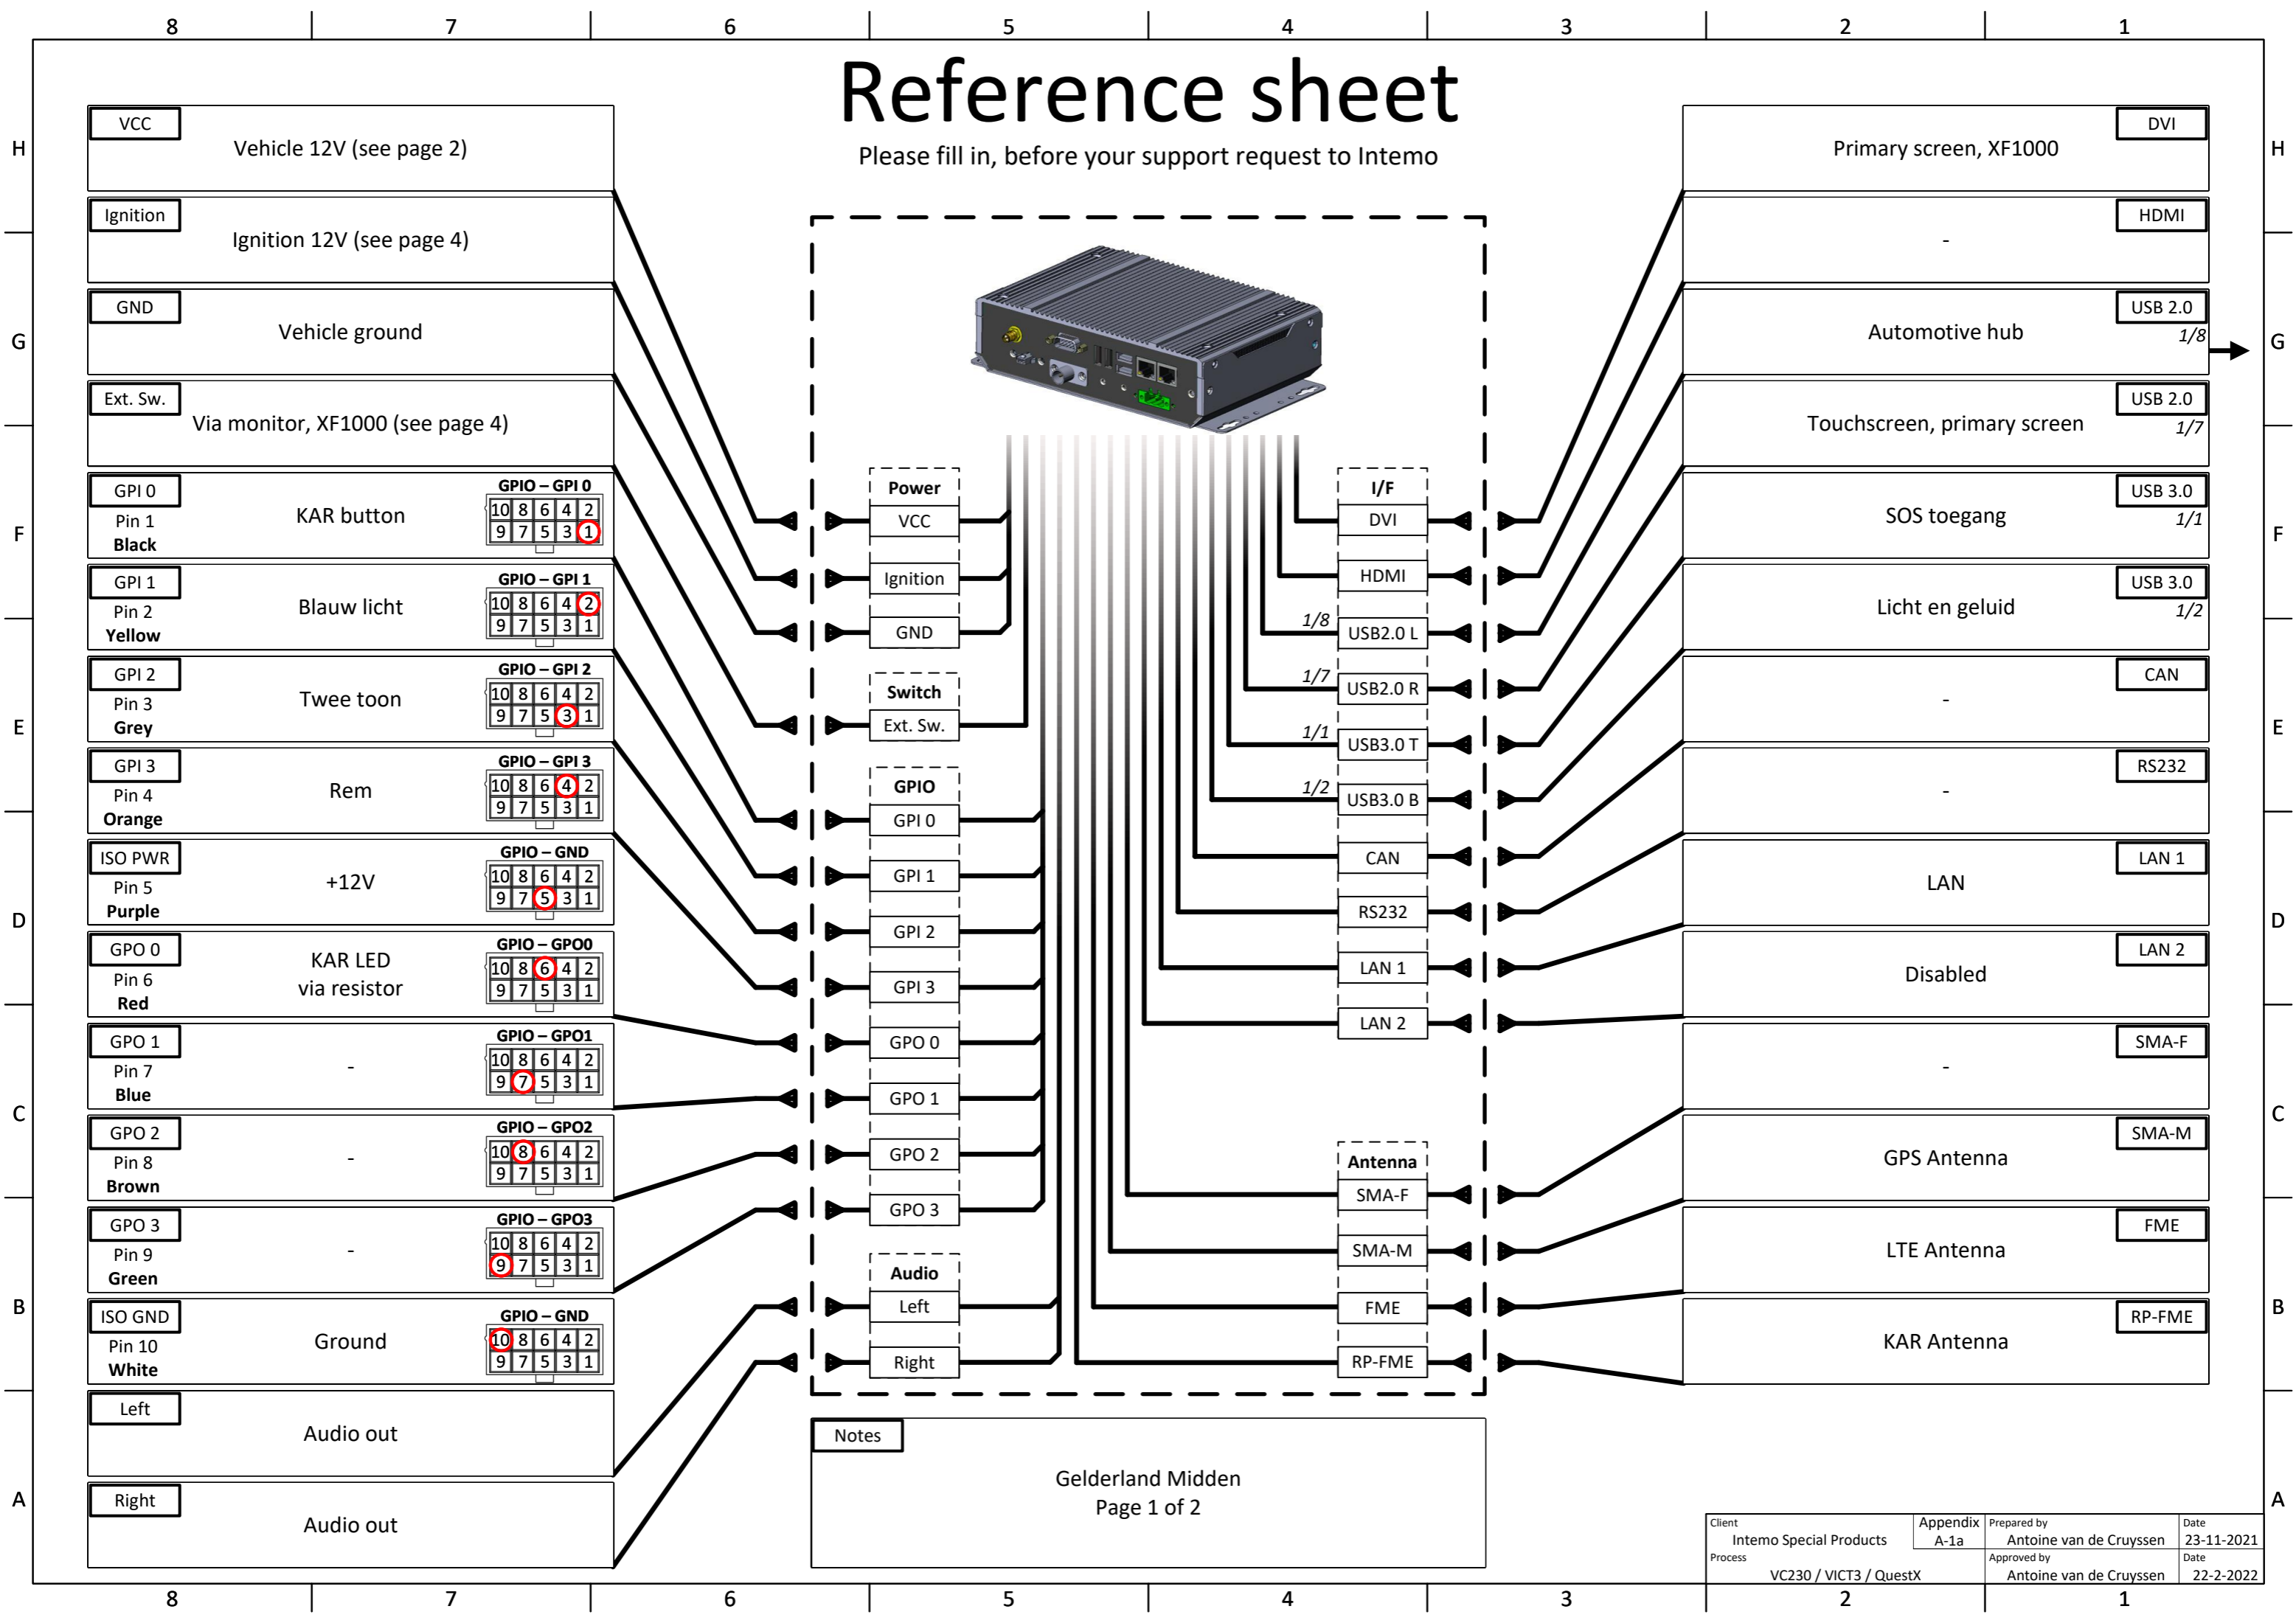 8 7 6 5 4 3 2 1
Reference sheet
Please fill in, before your support request to Intemo
H
G
F
E
D
C
B
A
VCC
Vehicle 12V (see page 2)
Ignition
Ignition 12V (see page 4)
GND
Vehicle ground
Ext. Sw.
Via monitor, XF1000 (see page 4)
GPI 0
Pin 1
Black
KAR button
GPIO – GPI 0
10 8 6 4 2
9 7 5 3 1
GPI 1
Pin 2
Yellow
Blauw licht
GPIO – GPI 1
10 8 6 4 2
9 7 5 3 1
GPI 2
Pin 3
Grey
Twee toon
GPIO – GPI 2
10 8 6 4 2
9 7 5 3 1
GPI 3
Pin 4
Orange
Rem
GPIO – GPI 3
10 8 6 4 2
9 7 5 3 1
ISO PWR
Pin 5
Purple
+12V
GPIO – GND
10 8 6 4 2
9 7 5 3 1
GPO 0
Pin 6
Red
KAR LED
via resistor
GPIO – GPO0
10 8 6 4 2
9 7 5 3 1
GPO 1
Pin 7
Blue
-
GPIO – GPO1
10 8 6 4 2
9 7 5 3 1
GPO 2
Pin 8
Brown
-
GPIO – GPO2
10 8 6 4 2
9 7 5 3 1
GPO 3
Pin 9
Green
-
GPIO – GPO3
10 8 6 4 2
9 7 5 3 1
ISO GND
Pin 10
White
Ground
GPIO – GND
10 8 6 4 2
9 7 5 3 1
Left
Audio out
Right
Audio out
Power
VCC
Ignition
GND
Switch
Ext. Sw.
GPIO
GPI 0
GPI 1
GPI 2
GPI 3
GPO 0
GPO 1
GPO 2
GPO 3
Audio
Left
Right
I/F
DVI
HDMI
1/8 USB2.0 L
1/7 USB2.0 R
1/1 USB3.0 T
1/2 USB3.0 B
CAN
RS232
LAN 1
LAN 2
Antenna
SMA-F
SMA-M
FME
RP-FME
Notes
Gelderland Midden
Page 1 of 2
DVI
Primary screen, XF1000
HDMI
-
USB 2.0
1/8
Automotive hub
USB 2.0
1/7
Touchscreen, primary screen
USB 3.0
1/1
SOS toegang
USB 3.0
1/2
Licht en geluid
CAN
-
RS232
-
LAN 1
LAN
LAN 2
Disabled
SMA-F
-
SMA-M
GPS Antenna
FME
LTE Antenna
RP-FME
KAR Antenna
H
G
F
E
D
C
B
A
Client
Intemo Special Products
Appendix
A-1a
Prepared by
Antoine van de Cruyssen
Date
23-11-2021
Process
VC230 / VICT3 / QuestX
Approved by
Antoine van de Cruyssen
Date
22-2-2022
8 7 6 5 4 3 2 1